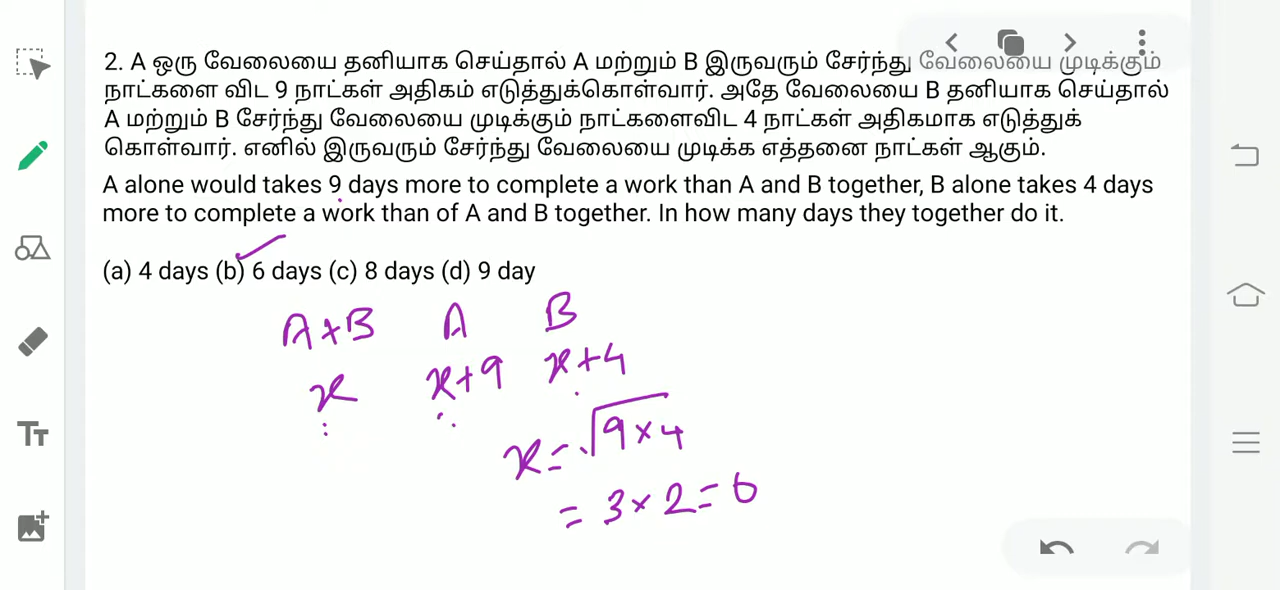 2. A ஒரு வேலையை தனியாக செய்தால் A மற்றும் B இருவரும் சேர்ந்து வேலையை முடிக்கும்
நாட்களை விட 9 நாட்கள் அதிகம் எடுத்துக்கொள்வார். அதே வேலையை B தனியாக செய்தால்
A மற்றும் B சேர்ந்து வேலையை முடிக்கும் நாட்களைவிட 4 நாட்கள் அதிகமாக எடுத்துக்
கொள்வார். எனில் இருவரும் சேர்ந்து வேலையை முடிக்க எத்தனை நாட்கள் ஆகும்.
A alone would takes 9 days more to complete a work than A and B together, B alone takes 4 days
more to complete a work than of A and B together. In how many days they together do it.
(a) 4 days (b) 6 days (c) 8 days (d) 9 day
A+B A B
x x+9 x+4
x = √9×4
= 3×2=6
Tт